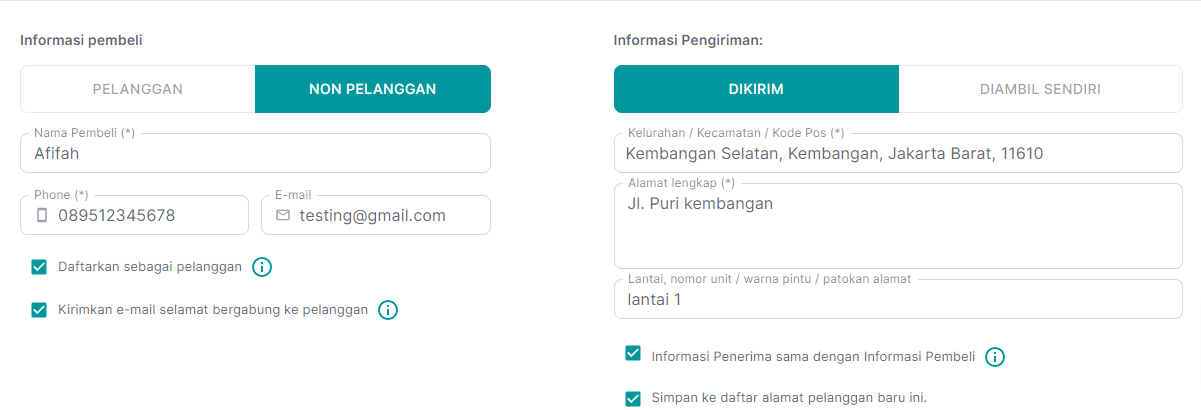 Informasi pembeli
PELANGGAN
NON PELANGGAN
Nama Pembeli (*)
Afifah
Phone (*)
089512345678
E-mail
testing@gmail.com
Daftarkan sebagai pelanggan
Kirimkan e-mail selamat bergabung ke pelanggan
Informasi Pengiriman:
DIKIRIM
DIAMBIL SENDIRI
Kelurahan / Kecamatan / Kode Pos (*)
Kembangan Selatan, Kembangan, Jakarta Barat, 11610
Alamat lengkap (*)
Jl. Puri kembangan
Lantai, nomor unit / warna pintu / patokan alamat
lantai 1
Informasi Penerima sama dengan Informasi Pembeli
Simpan ke daftar alamat pelanggan baru ini.